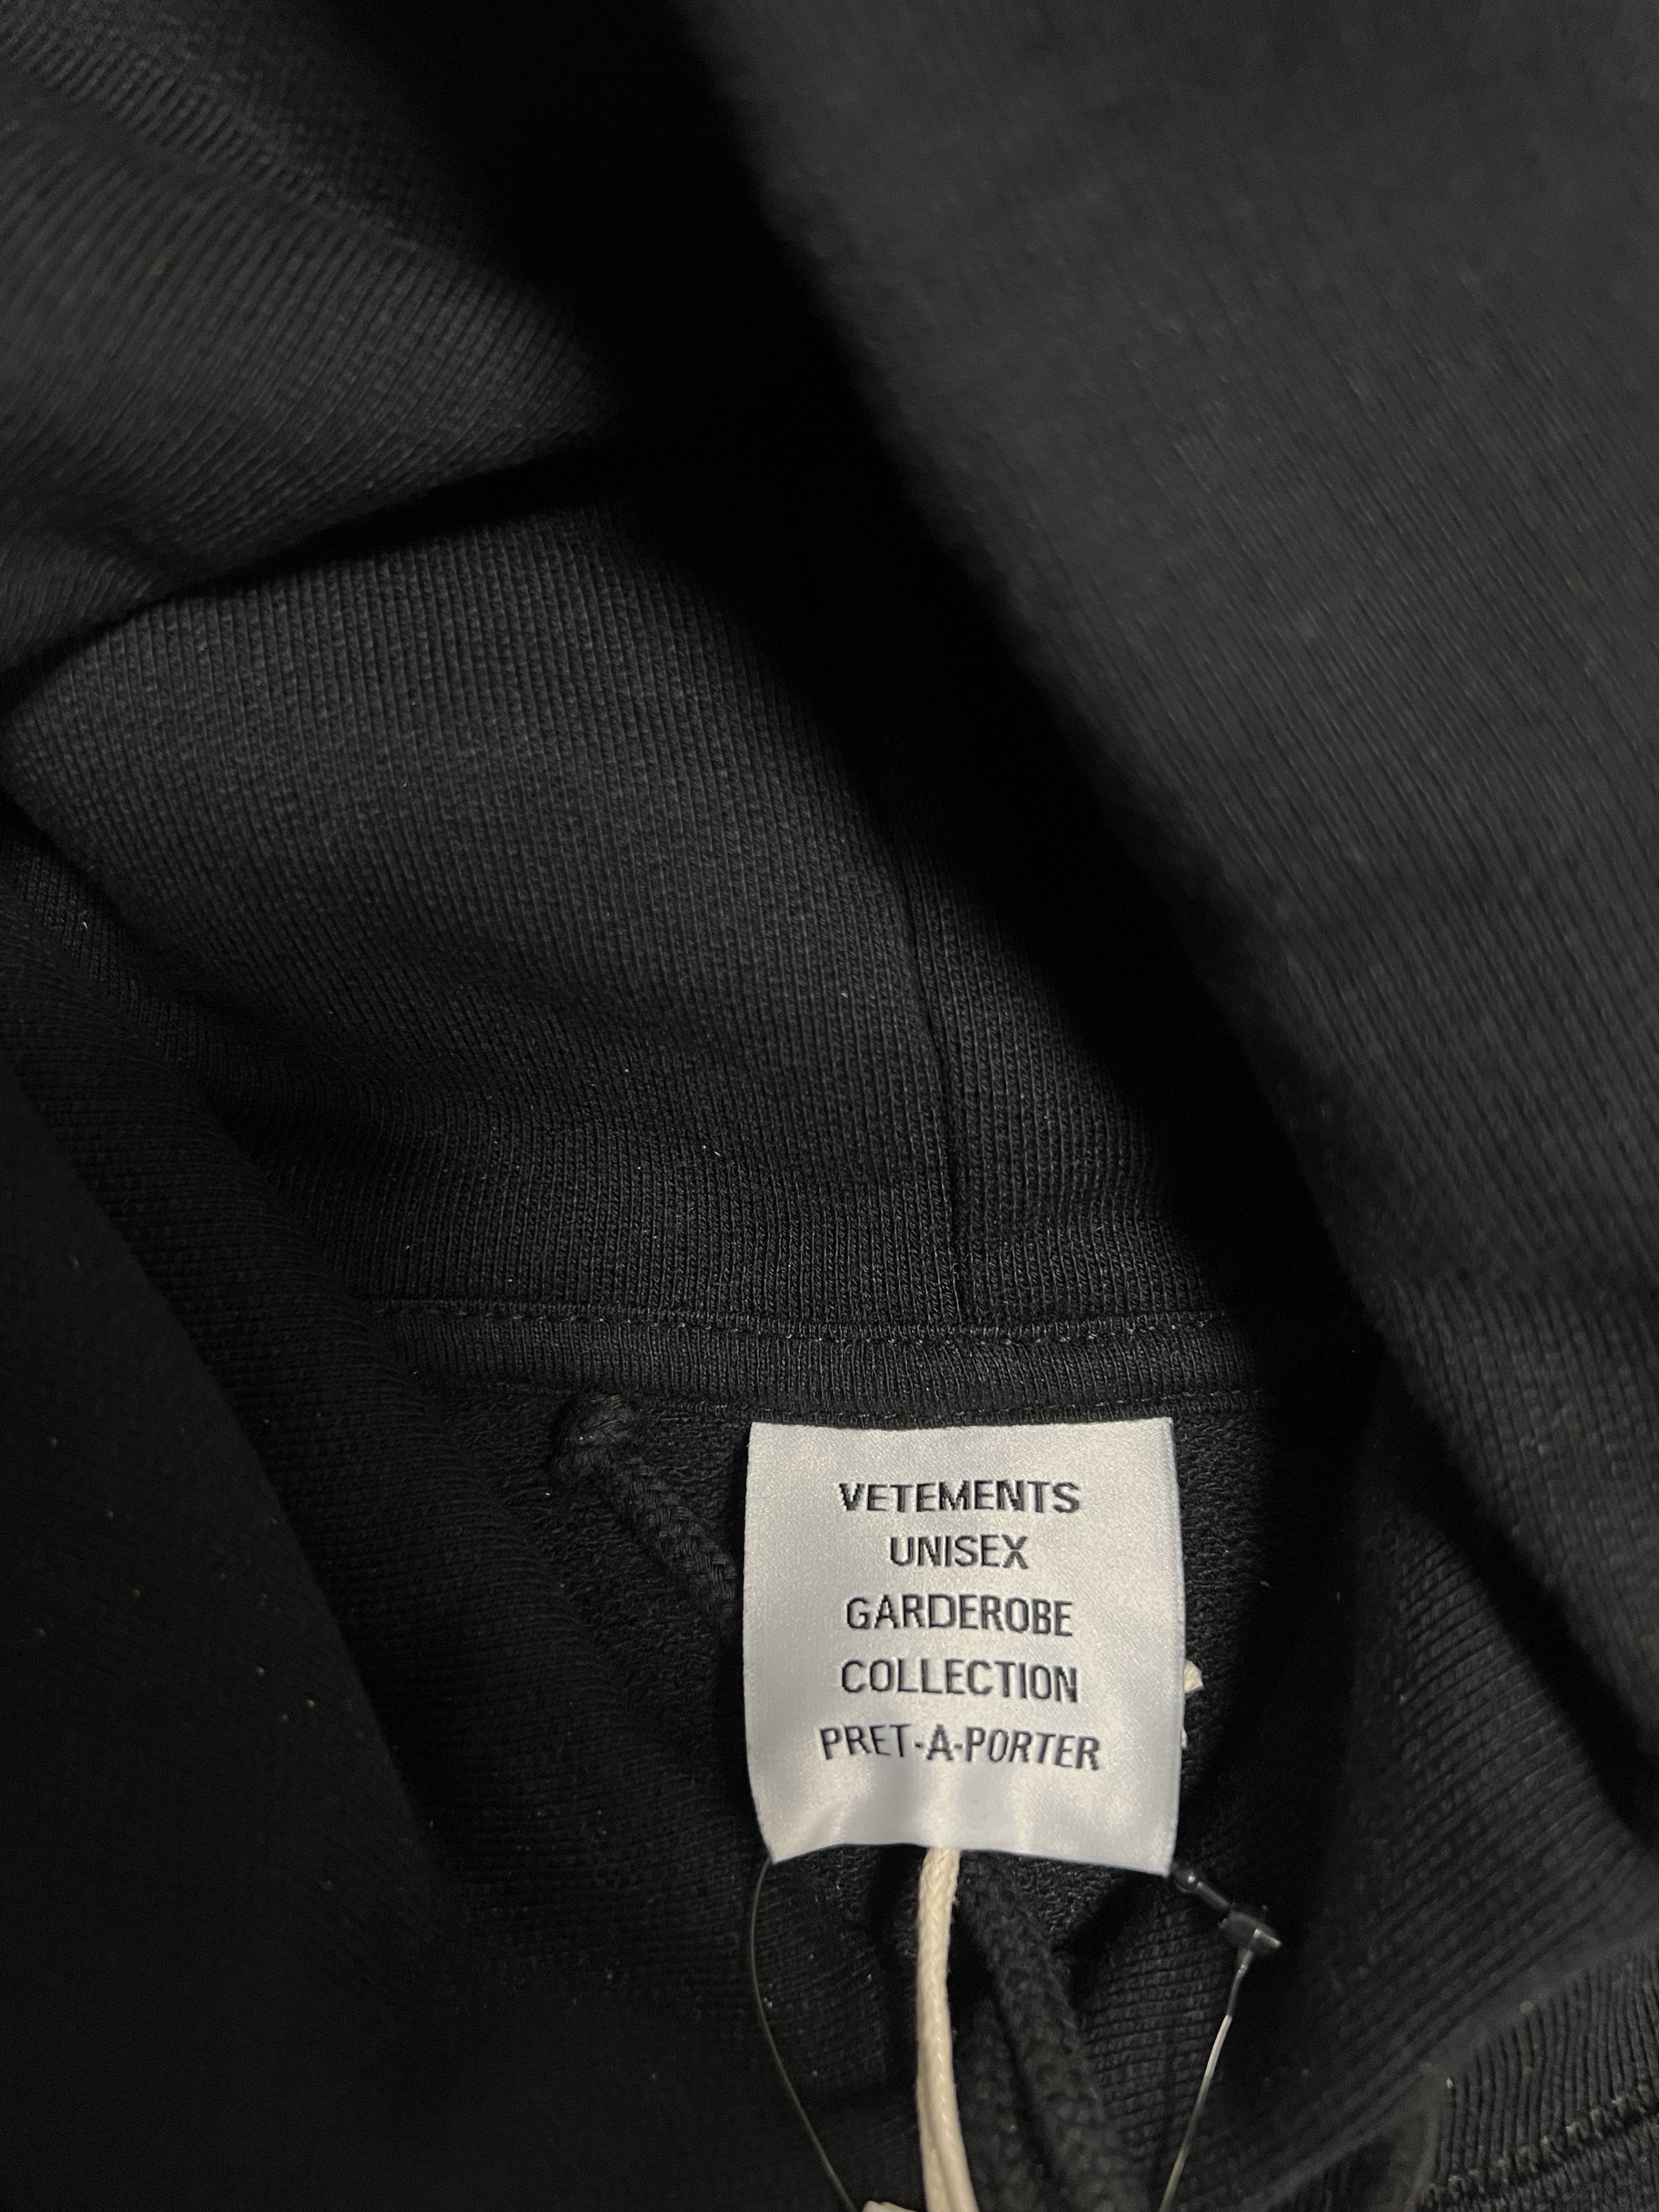 VETEMENTS
UNISEX
GARDEROBE
COLLECTION
PRET-A-PORTER